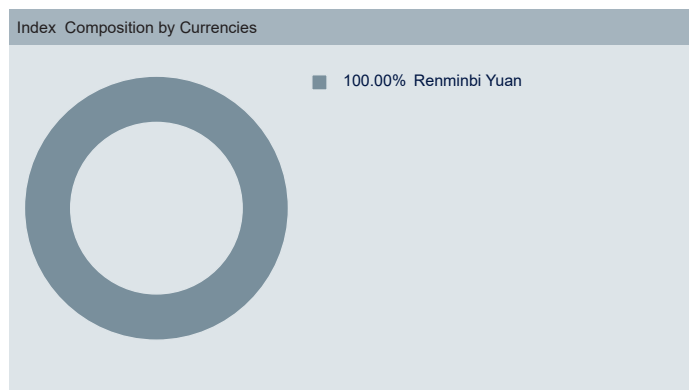 Index  Composition by Currencies
100.00%  Renminbi Yuan